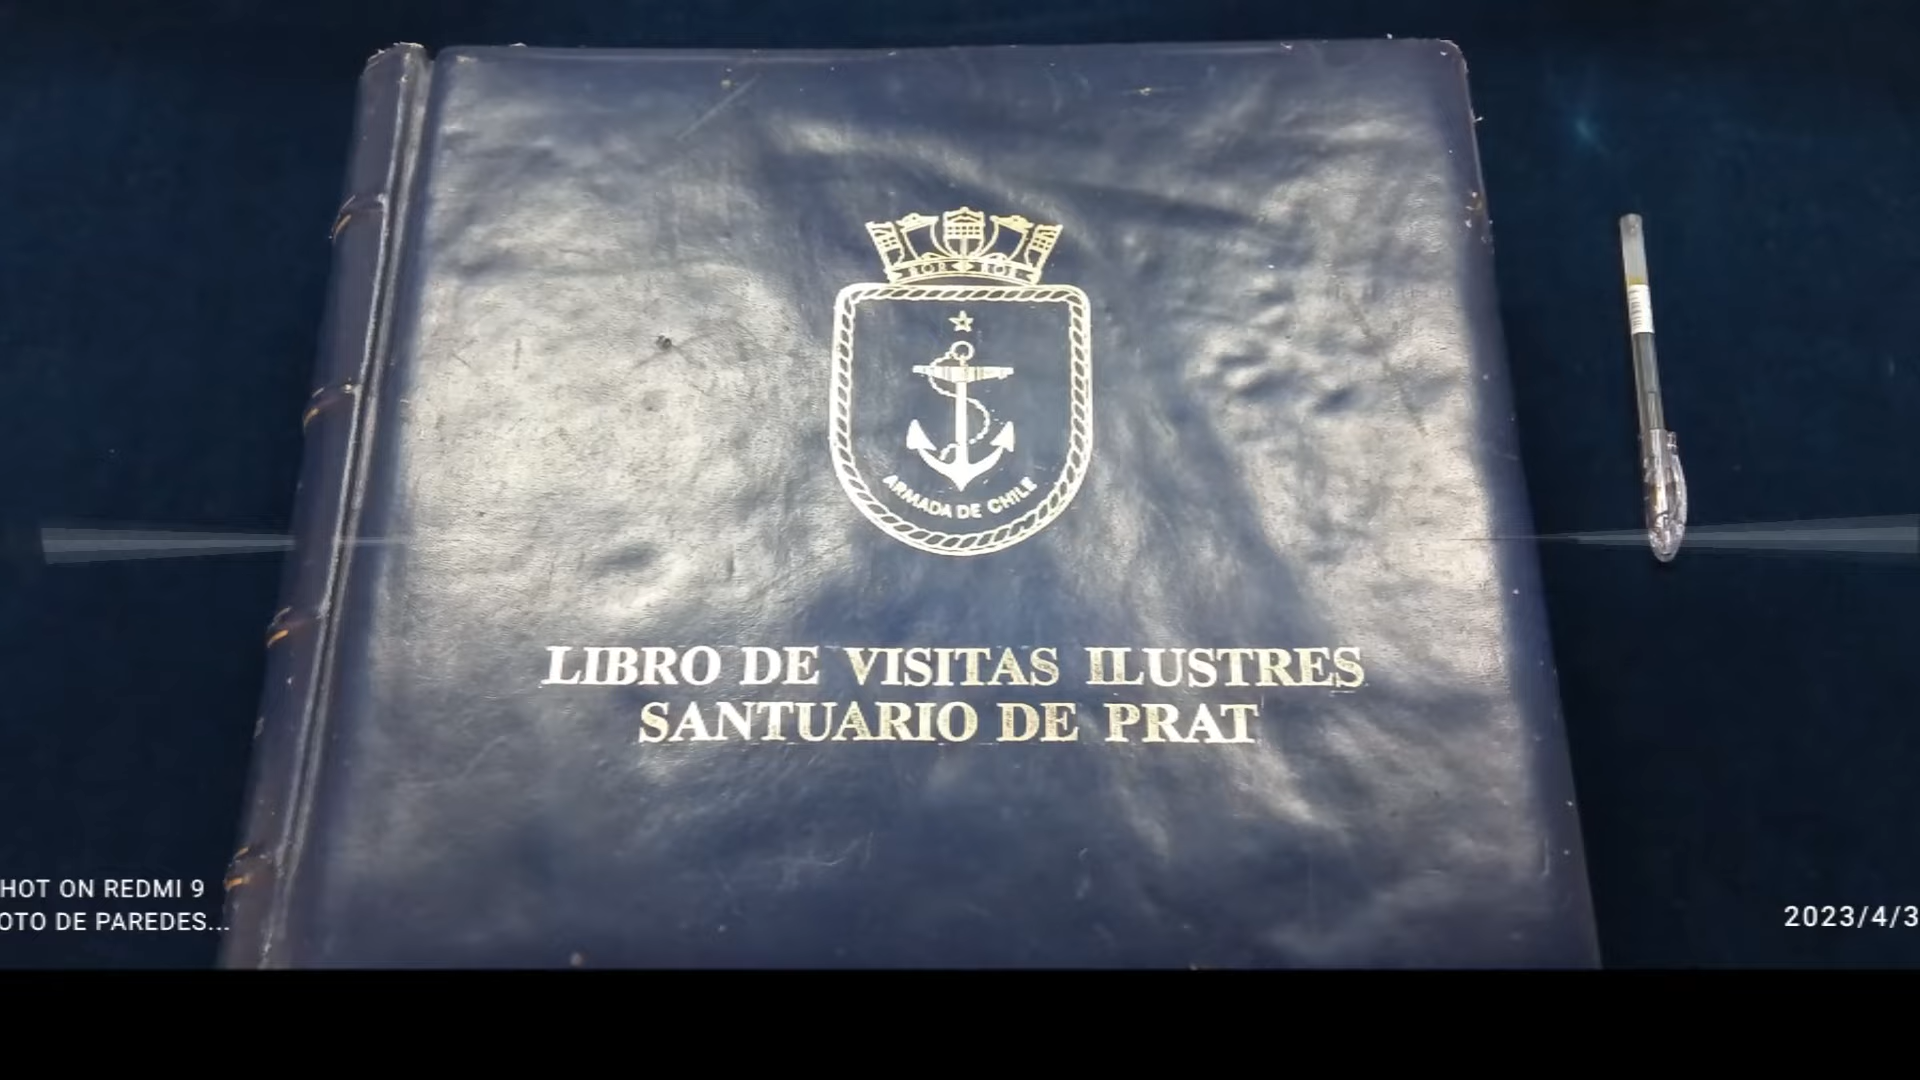 ARMADA DE CHILE
LIBRO DE VISITAS ILUSTRES
SANTUARIO DE PRAT
HOT ON REDMI 9
OTO DE PAREDES...
2023/4/3